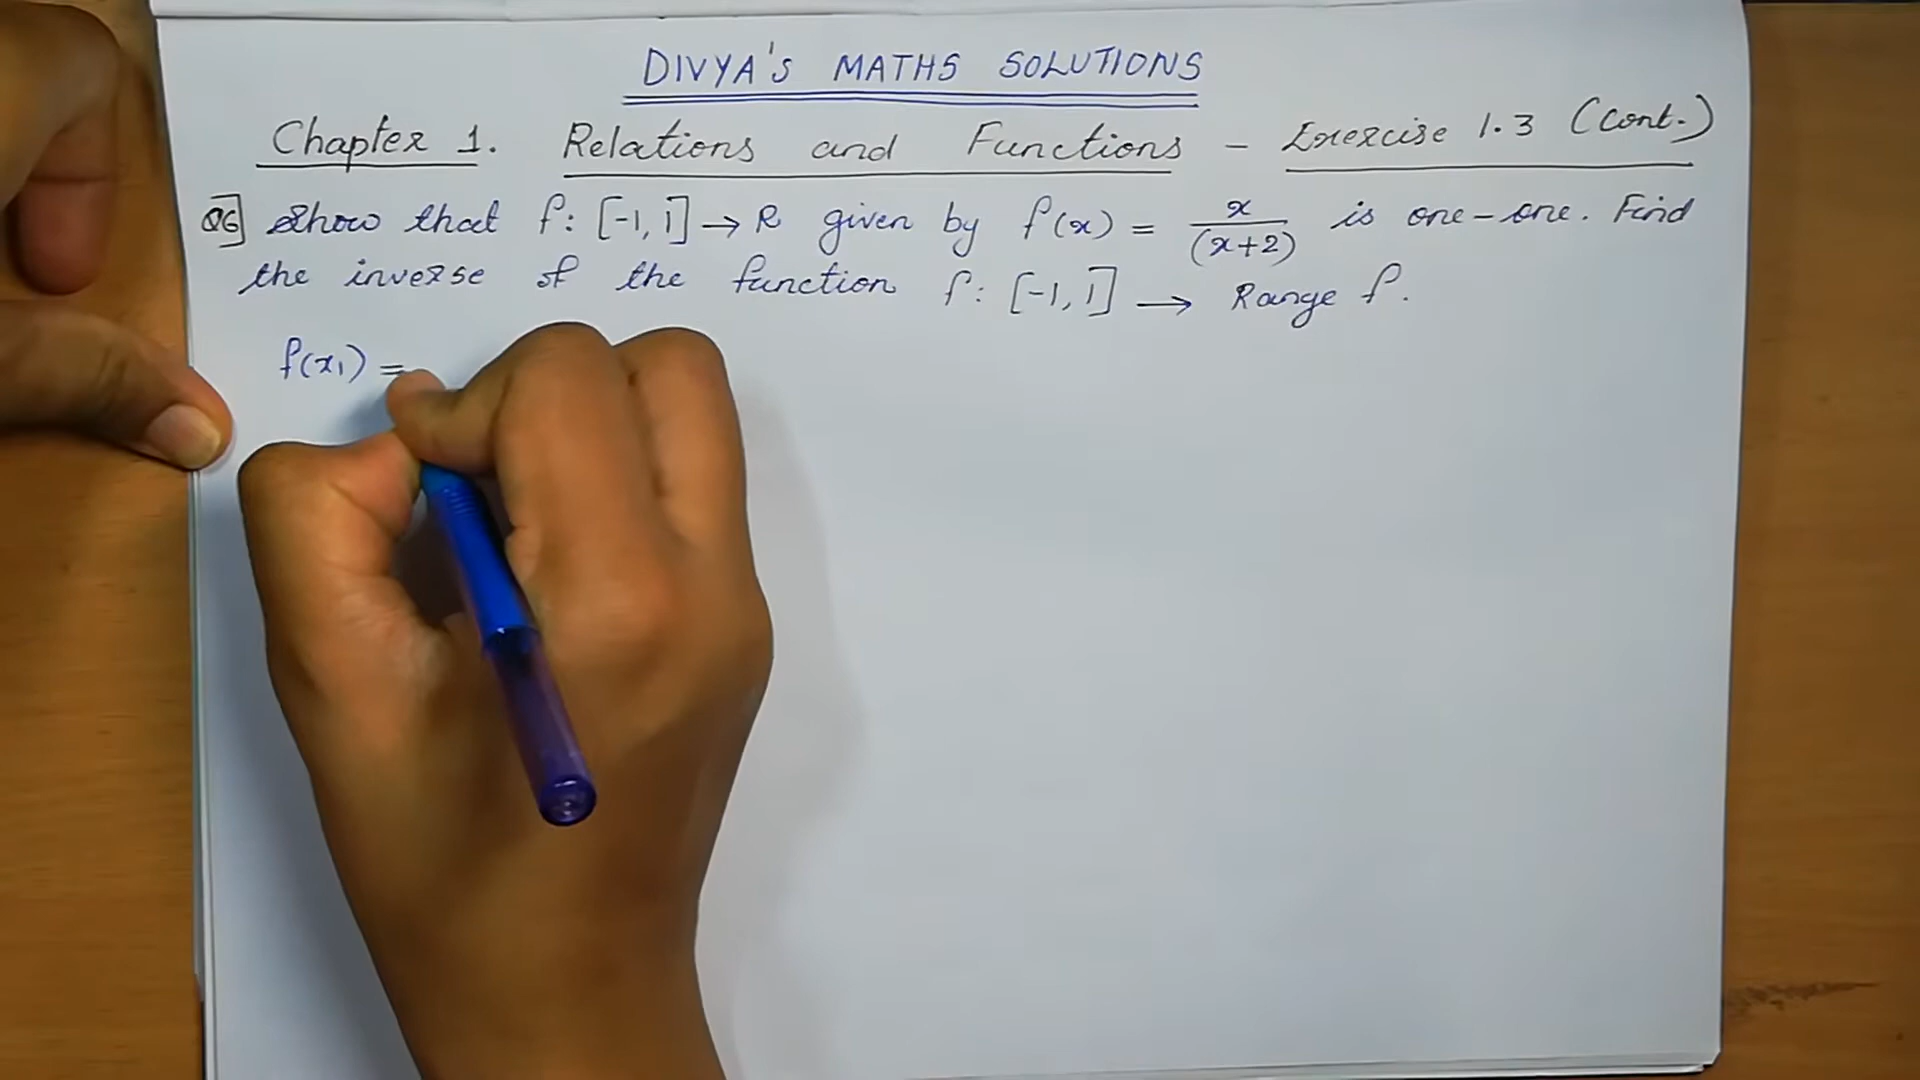 DIVYA'S MATHS SOLUTIONS
Chapter 1. Relations and Functions - Exercise 1.3 (Cont.)
Q6] Show that f: [-1, 1] → R given by f(x) = x/(x+2) is one-one. Find
the inverse of the function f: [-1, 1] → Range f.
f(x₁) =